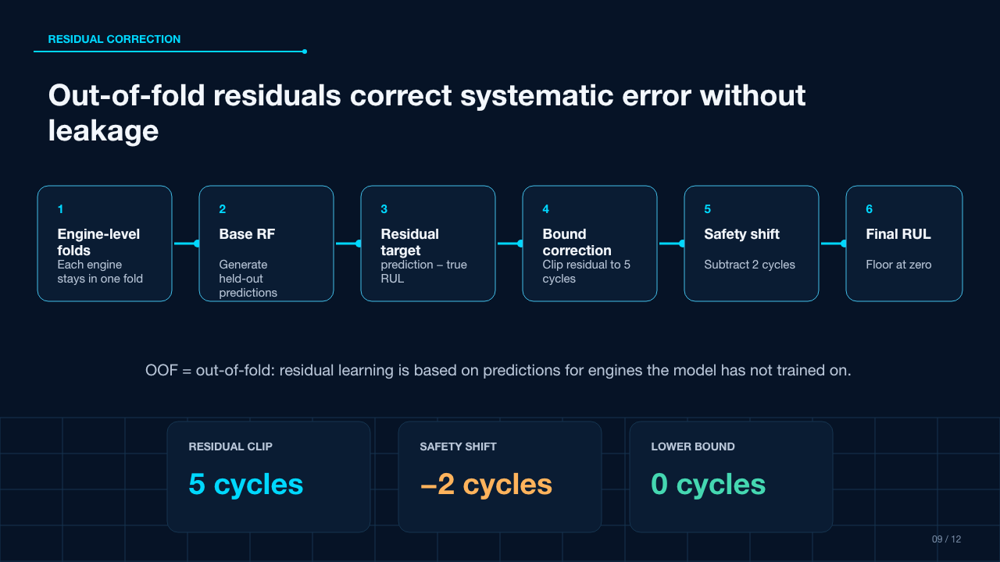 RESIDUAL CORRECTION
Out-of-fold residuals correct systematic error without
leakage
1
Engine-level
folds
Each engine
stays in one fold
2
Base RF
Generate
held-out
predictions
3
Residual
target
prediction – true
RUL
4
Bound
correction
Clip residual to 5
cycles
5
Safety shift
Subtract 2 cycles
6
Final RUL
Floor at zero
OOF = out-of-fold: residual learning is based on predictions for engines the model has not trained on.
RESIDUAL CLIP
5 cycles
SAFETY SHIFT
–2 cycles
LOWER BOUND
0 cycles
09 / 12